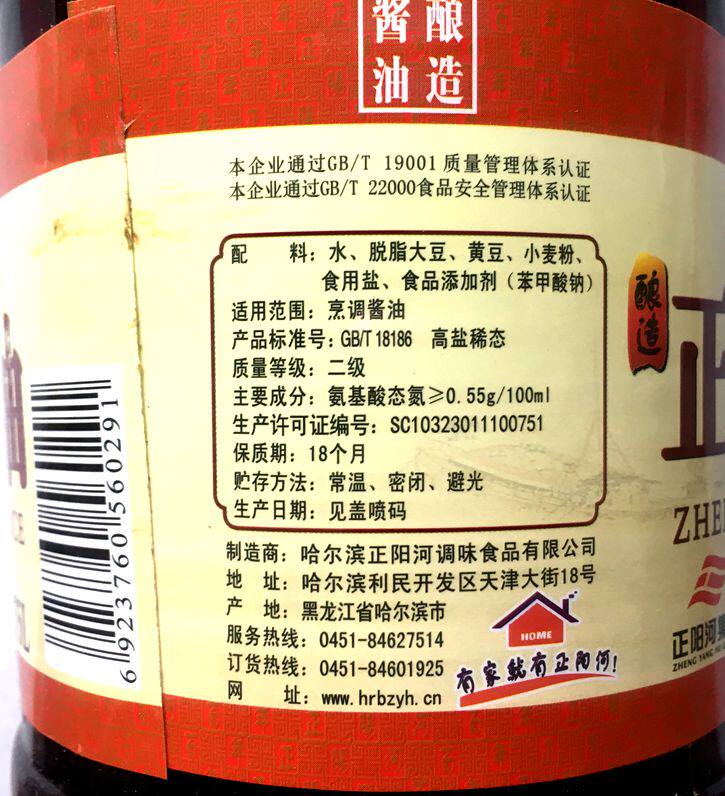 酿造
酱油
本企业通过GB/T 19001质量管理体系认证
本企业通过GB/T 22000食品安全管理体系认证
配 料：水、脱脂大豆、黄豆、小麦粉、
食用盐、食品添加剂（苯甲酸钠）
适用范围：烹调酱油
产品标准号：GB/T 18186 高盐稀态
质量等级：二级
主要成分：氨基酸态氮≥0.55g/100ml
生产许可证编号：SC10323011100751
保质期：18个月
贮存方法：常温、密闭、避光
生产日期：见盖喷码
制造商：哈尔滨正阳河调味食品有限公司
地 址：哈尔滨利民开发区天津大街18号
产 地：黑龙江省哈尔滨市
服务热线：0451-84627514
订货热线：0451-84601925
网 址：www.hrbzyh.cn
HOME
有家就有正阳河!
6923760560291
油
酿造
正
ZHE
正阳河
ZHENG YANG